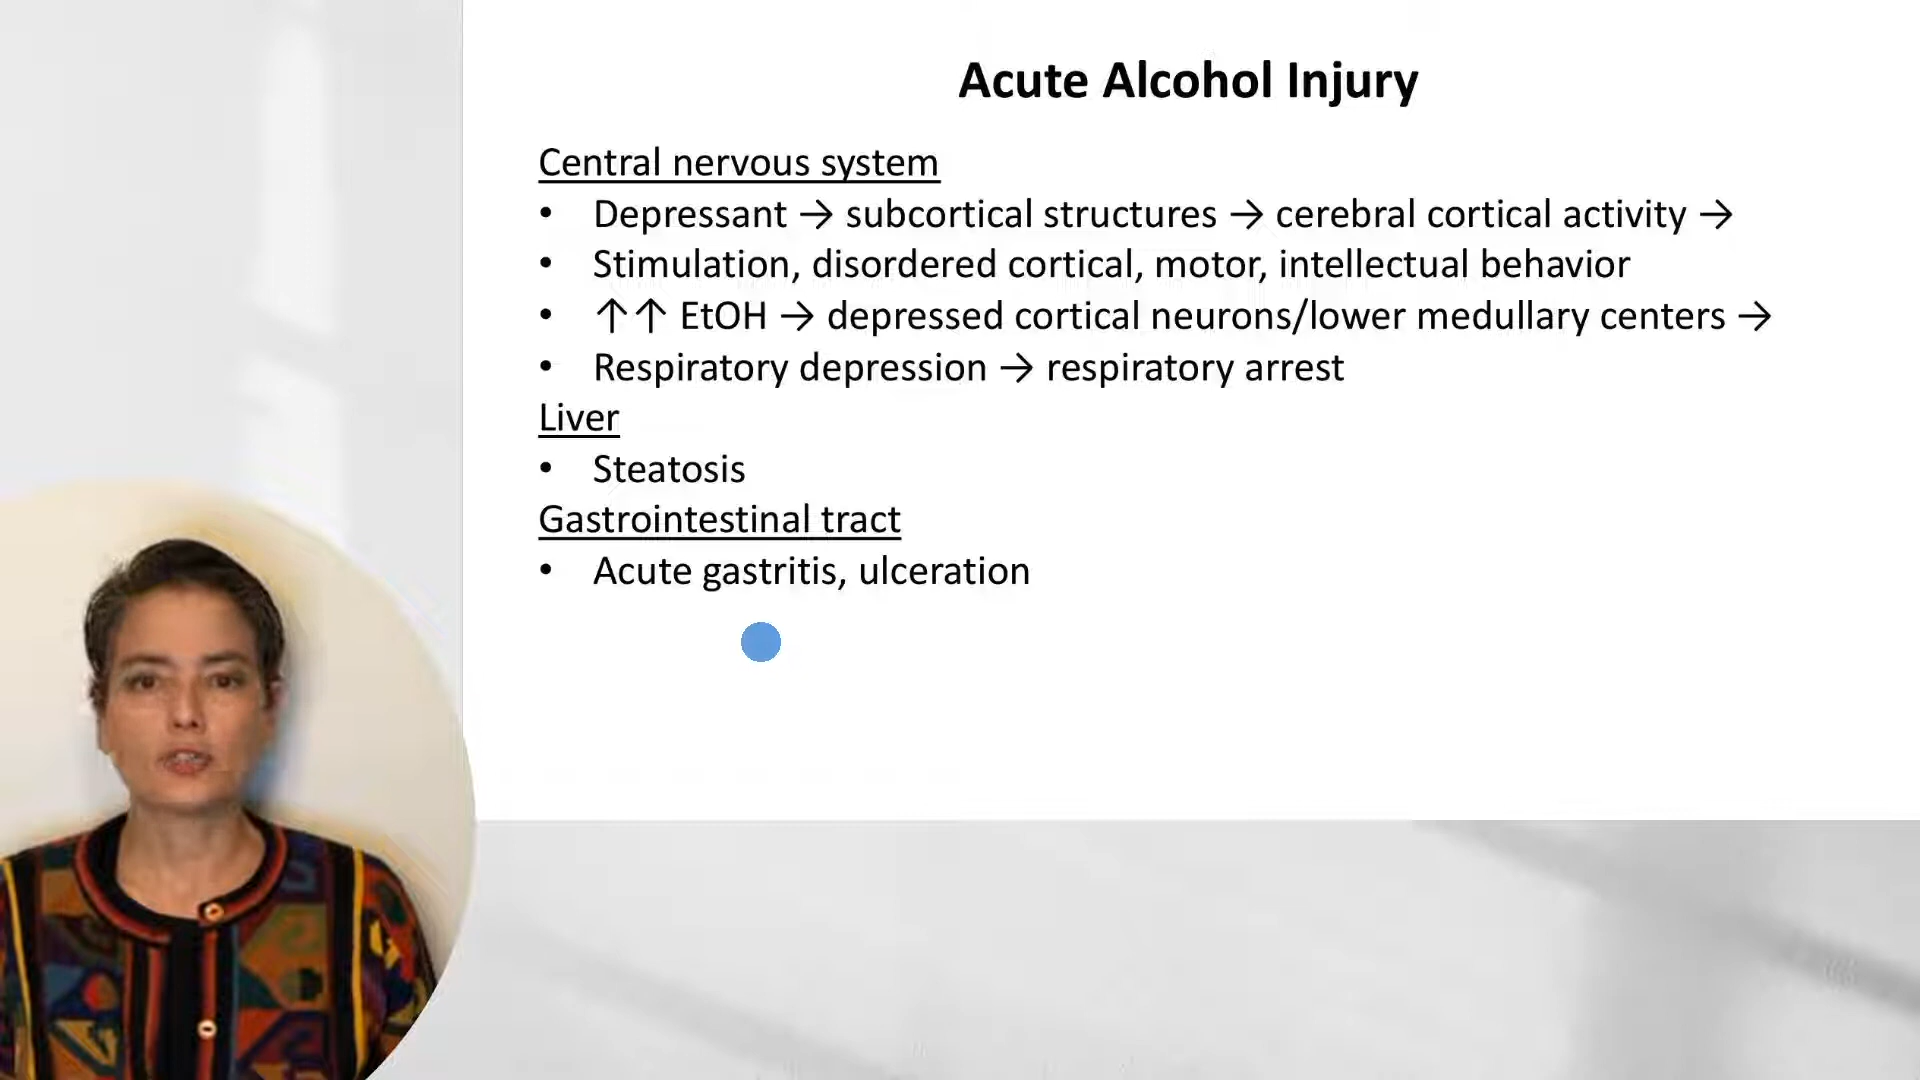 Acute Alcohol Injury
Central nervous system
• Depressant → subcortical structures → cerebral cortical activity →
• Stimulation, disordered cortical, motor, intellectual behavior
• ↑↑ EtOH → depressed cortical neurons/lower medullary centers →
• Respiratory depression → respiratory arrest
Liver
• Steatosis
Gastrointestinal tract
• Acute gastritis, ulceration